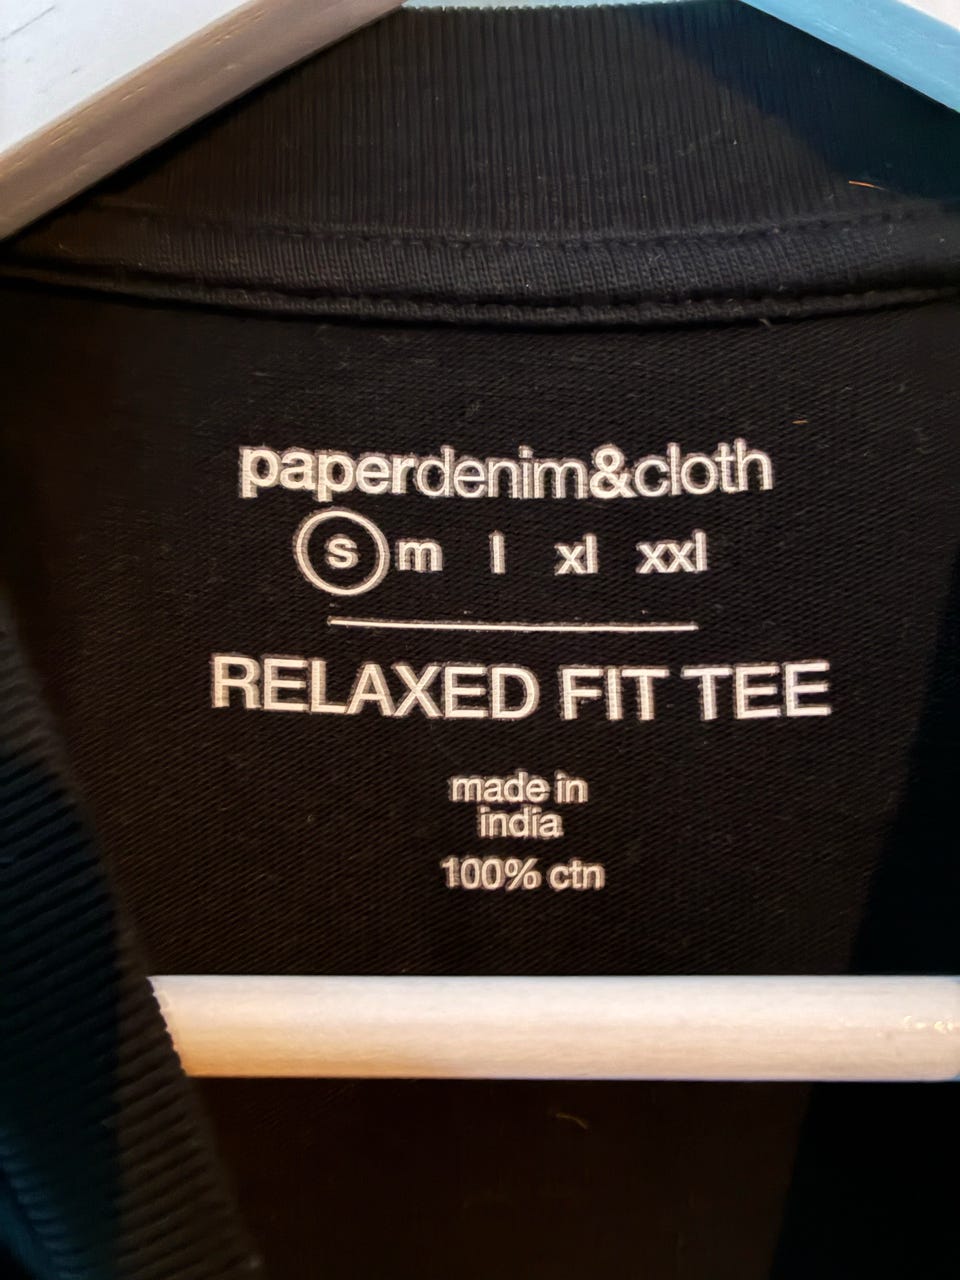 paperdenim&cloth
s m l xl xxl
RELAXED FIT TEE
made in
india
100% ctn